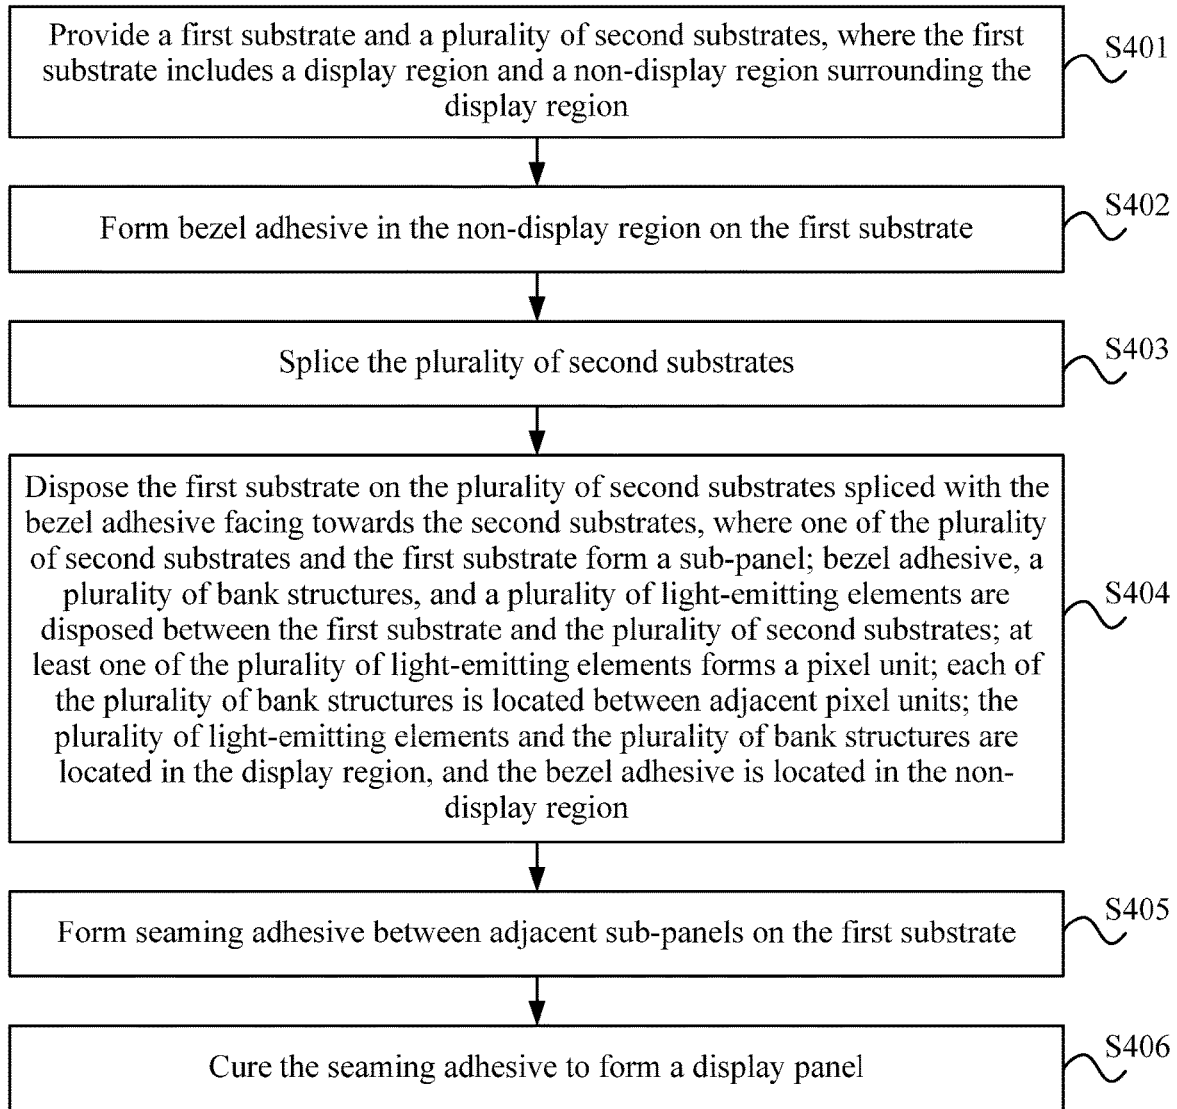 Provide a first substrate and a plurality of second substrates, where the first
substrate includes a display region and a non-display region surrounding the
display region
S401
Form bezel adhesive in the non-display region on the first substrate
S402
Splice the plurality of second substrates
S403
Dispose the first substrate on the plurality of second substrates spliced with the
bezel adhesive facing towards the second substrates, where one of the plurality
of second substrates and the first substrate form a sub-panel; bezel adhesive, a
plurality of bank structures, and a plurality of light-emitting elements are
disposed between the first substrate and the plurality of second substrates; at
least one of the plurality of light-emitting elements forms a pixel unit; each of
the plurality of bank structures is located between adjacent pixel units; the
plurality of light-emitting elements and the plurality of bank structures are
located in the display region, and the bezel adhesive is located in the non-
display region
S404
Form seaming adhesive between adjacent sub-panels on the first substrate
S405
Cure the seaming adhesive to form a display panel
S406